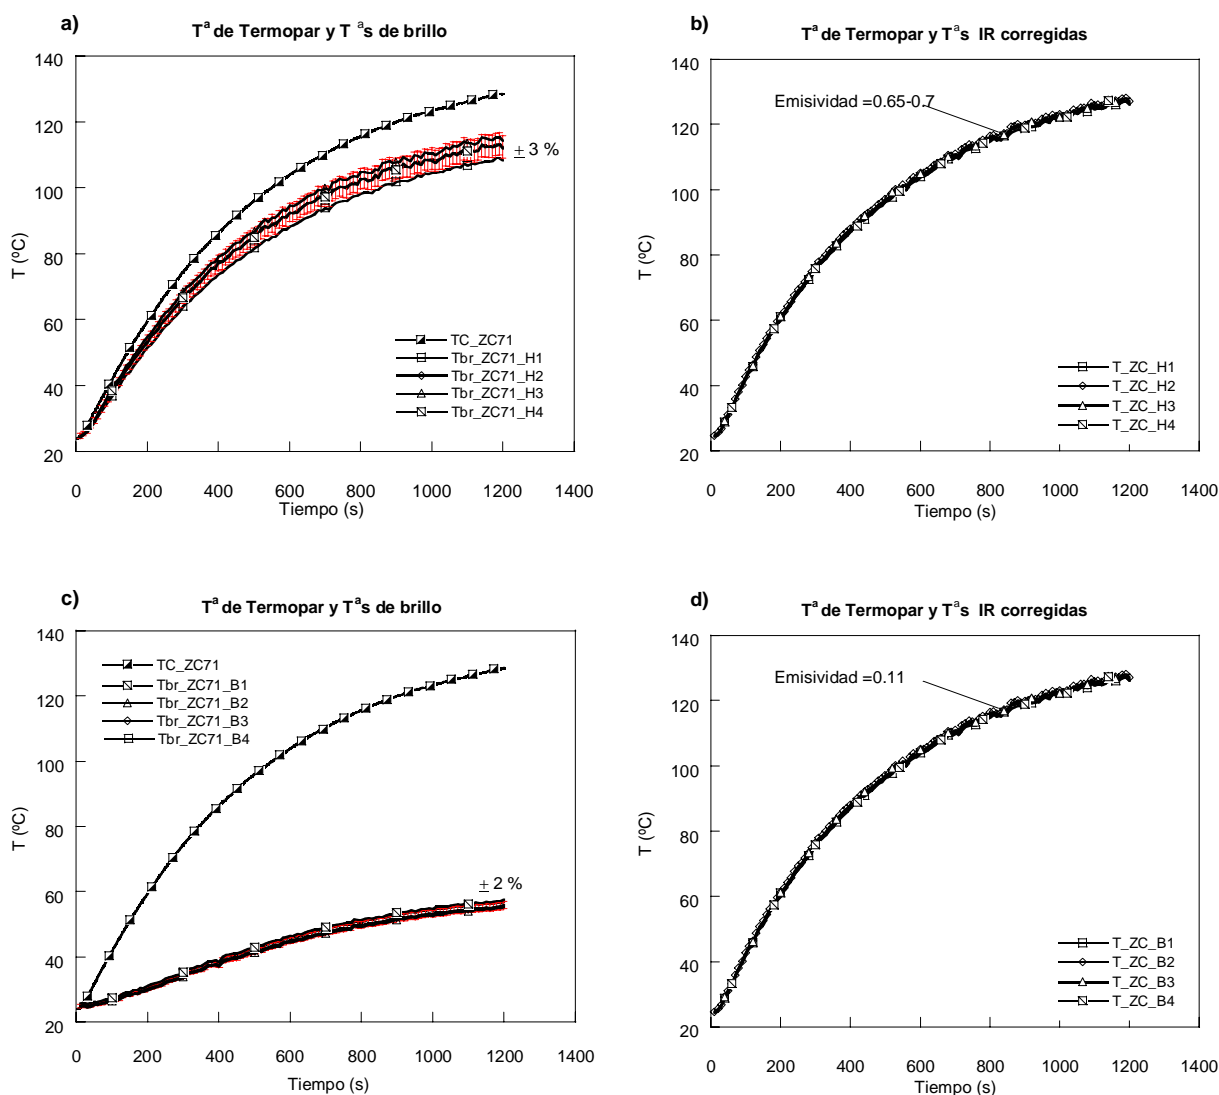 a)
Tª de Termopar y T ªs de brillo
140
120
100
80
60
40
20
T (ºC)
± 3 %
TC_ZC71
Tbr_ZC71_H1
Tbr_ZC71_H2
Tbr_ZC71_H3
Tbr_ZC71_H4
0 200 400 600 800 1000 1200 1400
Tiempo (s)
b)
Tª de Termopar y Tªs IR corregidas
140
120
100
80
60
40
20
T (ºC)
Emisividad =0.65-0.7
T_ZC_H1
T_ZC_H2
T_ZC_H3
T_ZC_H4
0 200 400 600 800 1000 1200 1400
Tiempo (s)
c)
Tª de Termopar y Tªs de brillo
140
120
100
80
60
40
20
T (ºC)
TC_ZC71
Tbr_ZC71_B1
Tbr_ZC71_B2
Tbr_ZC71_B3
Tbr_ZC71_B4
± 2 %
0 200 400 600 800 1000 1200 1400
Tiempo (s)
d)
Tª de Termopar y Tªs IR corregidas
140
120
100
80
60
40
20
T (ºC)
Emisividad =0.11
T_ZC_B1
T_ZC_B2
T_ZC_B3
T_ZC_B4
0 200 400 600 800 1000 1200 1400
Tiempo (s)